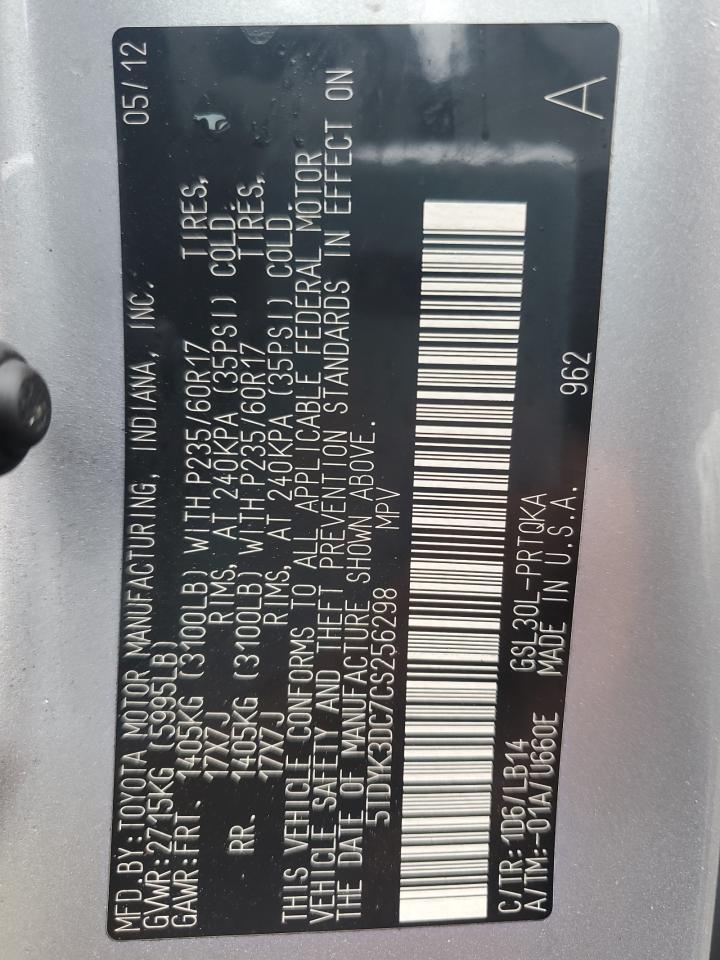 MFD.BY:TOYOTA MOTOR MANUFACTURING, INDIANA, INC. 05/12
GVWR:2715KG (5995LB)
GAWR:FRT. 1405KG (3100LB) WITH P235/60R17 TIRES,
17X7J RIMS, AT 240KPA (35PSI) COLD.
RR. 1405KG (3100LB) WITH P235/60R17 TIRES,
17X7J RIMS, AT 240KPA (35PSI) COLD.
THIS VEHICLE CONFORMS TO ALL APPLICABLE FEDERAL MOTOR
VEHICLE SAFETY AND THEFT PREVENTION STANDARDS IN EFFECT ON
THE DATE OF MANUFACTURE SHOWN ABOVE.
5TDYK3DC7CS256298 MPV
C/TR:1D6/LB14 GSL30L-PRTQKA
A/TM:-01A/U660E MADE IN U.S.A. 962 A